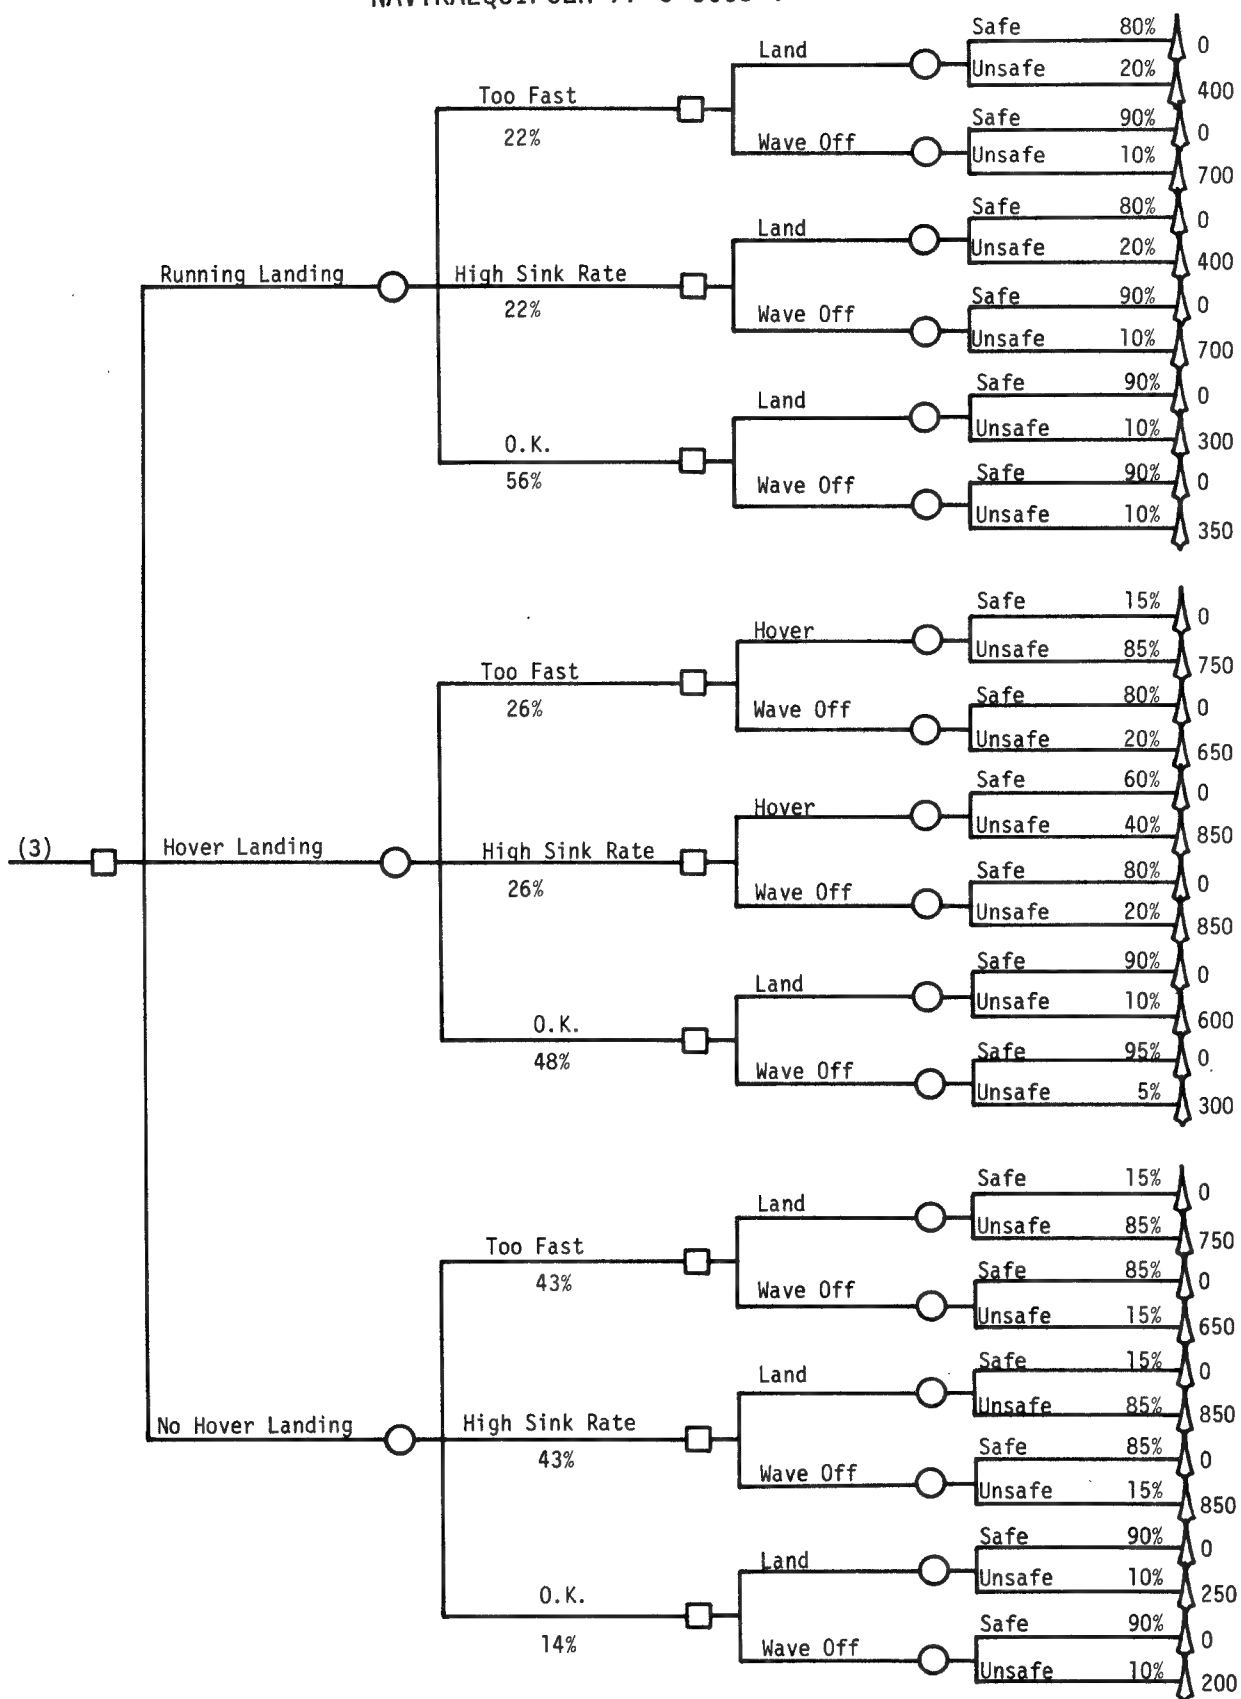 Safe 80% 0
Land
Unsafe 20% 400
Too Fast
22%
Safe 90% 0
Wave Off
Unsafe 10% 700
Safe 80% 0
Land
Unsafe 20% 400
Running Landing
High Sink Rate
22%
Safe 90% 0
Wave Off
Unsafe 10% 700
Safe 90% 0
Land
Unsafe 10% 300
O.K.
56%
Safe 90% 0
Wave Off
Unsafe 10% 350
Safe 15% 0
Hover
Unsafe 85% 750
Too Fast
26%
Safe 80% 0
Wave Off
Unsafe 20% 650
Safe 60% 0
Hover
Unsafe 40% 850
(3)
Hover Landing
High Sink Rate
26%
Safe 80% 0
Wave Off
Unsafe 20% 850
Safe 90% 0
Land
Unsafe 10% 600
O.K.
48%
Safe 95% 0
Wave Off
Unsafe 5% 300
Safe 15% 0
Land
Unsafe 85% 750
Too Fast
43%
Safe 85% 0
Wave Off
Unsafe 15% 650
Safe 15% 0
Land
Unsafe 85% 850
No Hover Landing
High Sink Rate
43%
Safe 85% 0
Wave Off
Unsafe 15% 850
Safe 90% 0
Land
Unsafe 10% 250
O.K.
14%
Safe 90% 0
Wave Off
Unsafe 10% 200